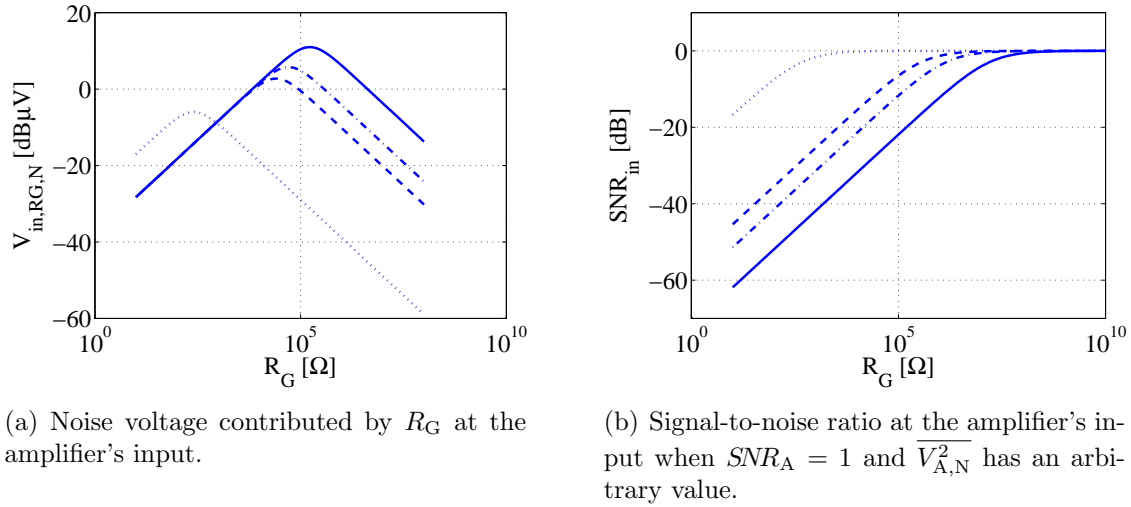 20
0
−20
−40
−60
10^0
10^5
10^10
V_in,RG,N [dBµV]
R_G [Ω]
0
−20
−40
−60
10^0
10^5
10^10
SNR_in [dB]
R_G [Ω]
(a) Noise voltage contributed by R_G at the
amplifier's input.
(b) Signal-to-noise ratio at the amplifier's in-
put when SNR_A = 1 and \overline{V^2_{A,N}} has an arbi-
trary value.